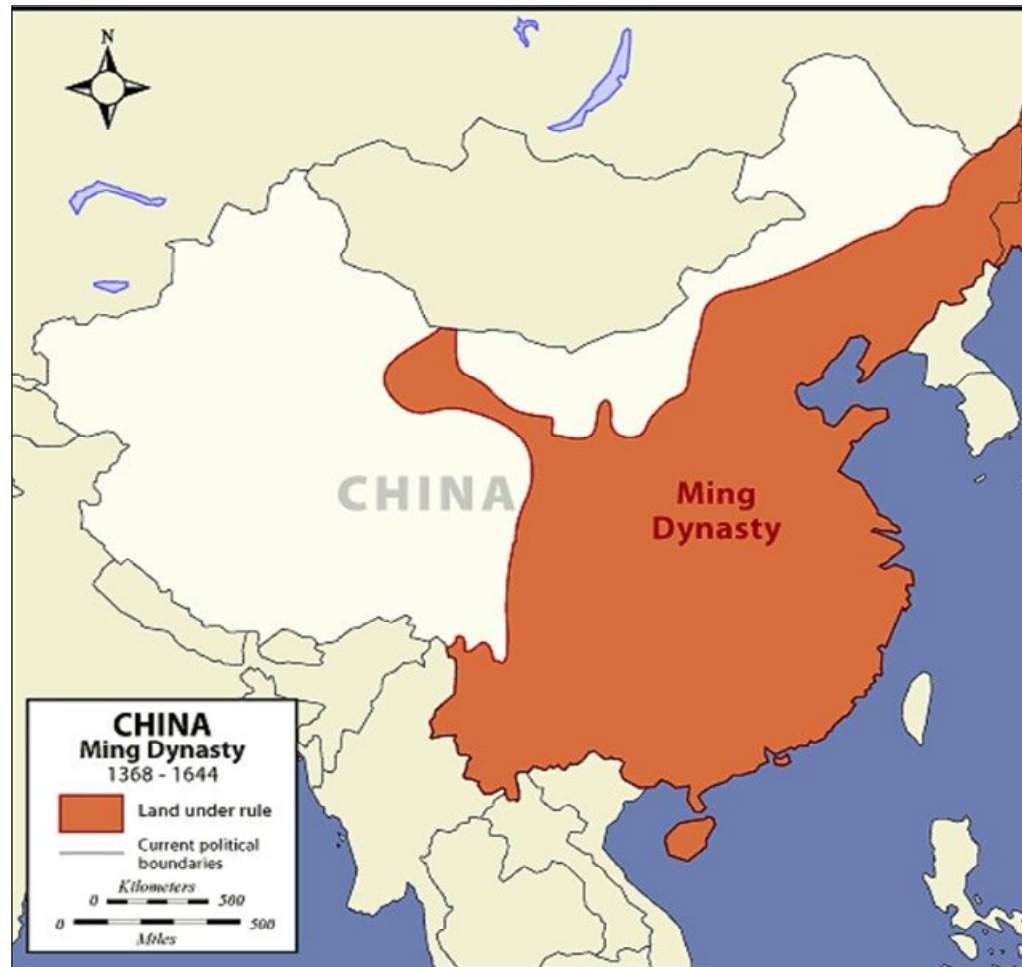 N
CHINA
Ming
Dynasty
CHINA
Ming Dynasty
1368 - 1644
Land under rule
Current political
boundaries
Kilometers
0 500
0 500
Miles